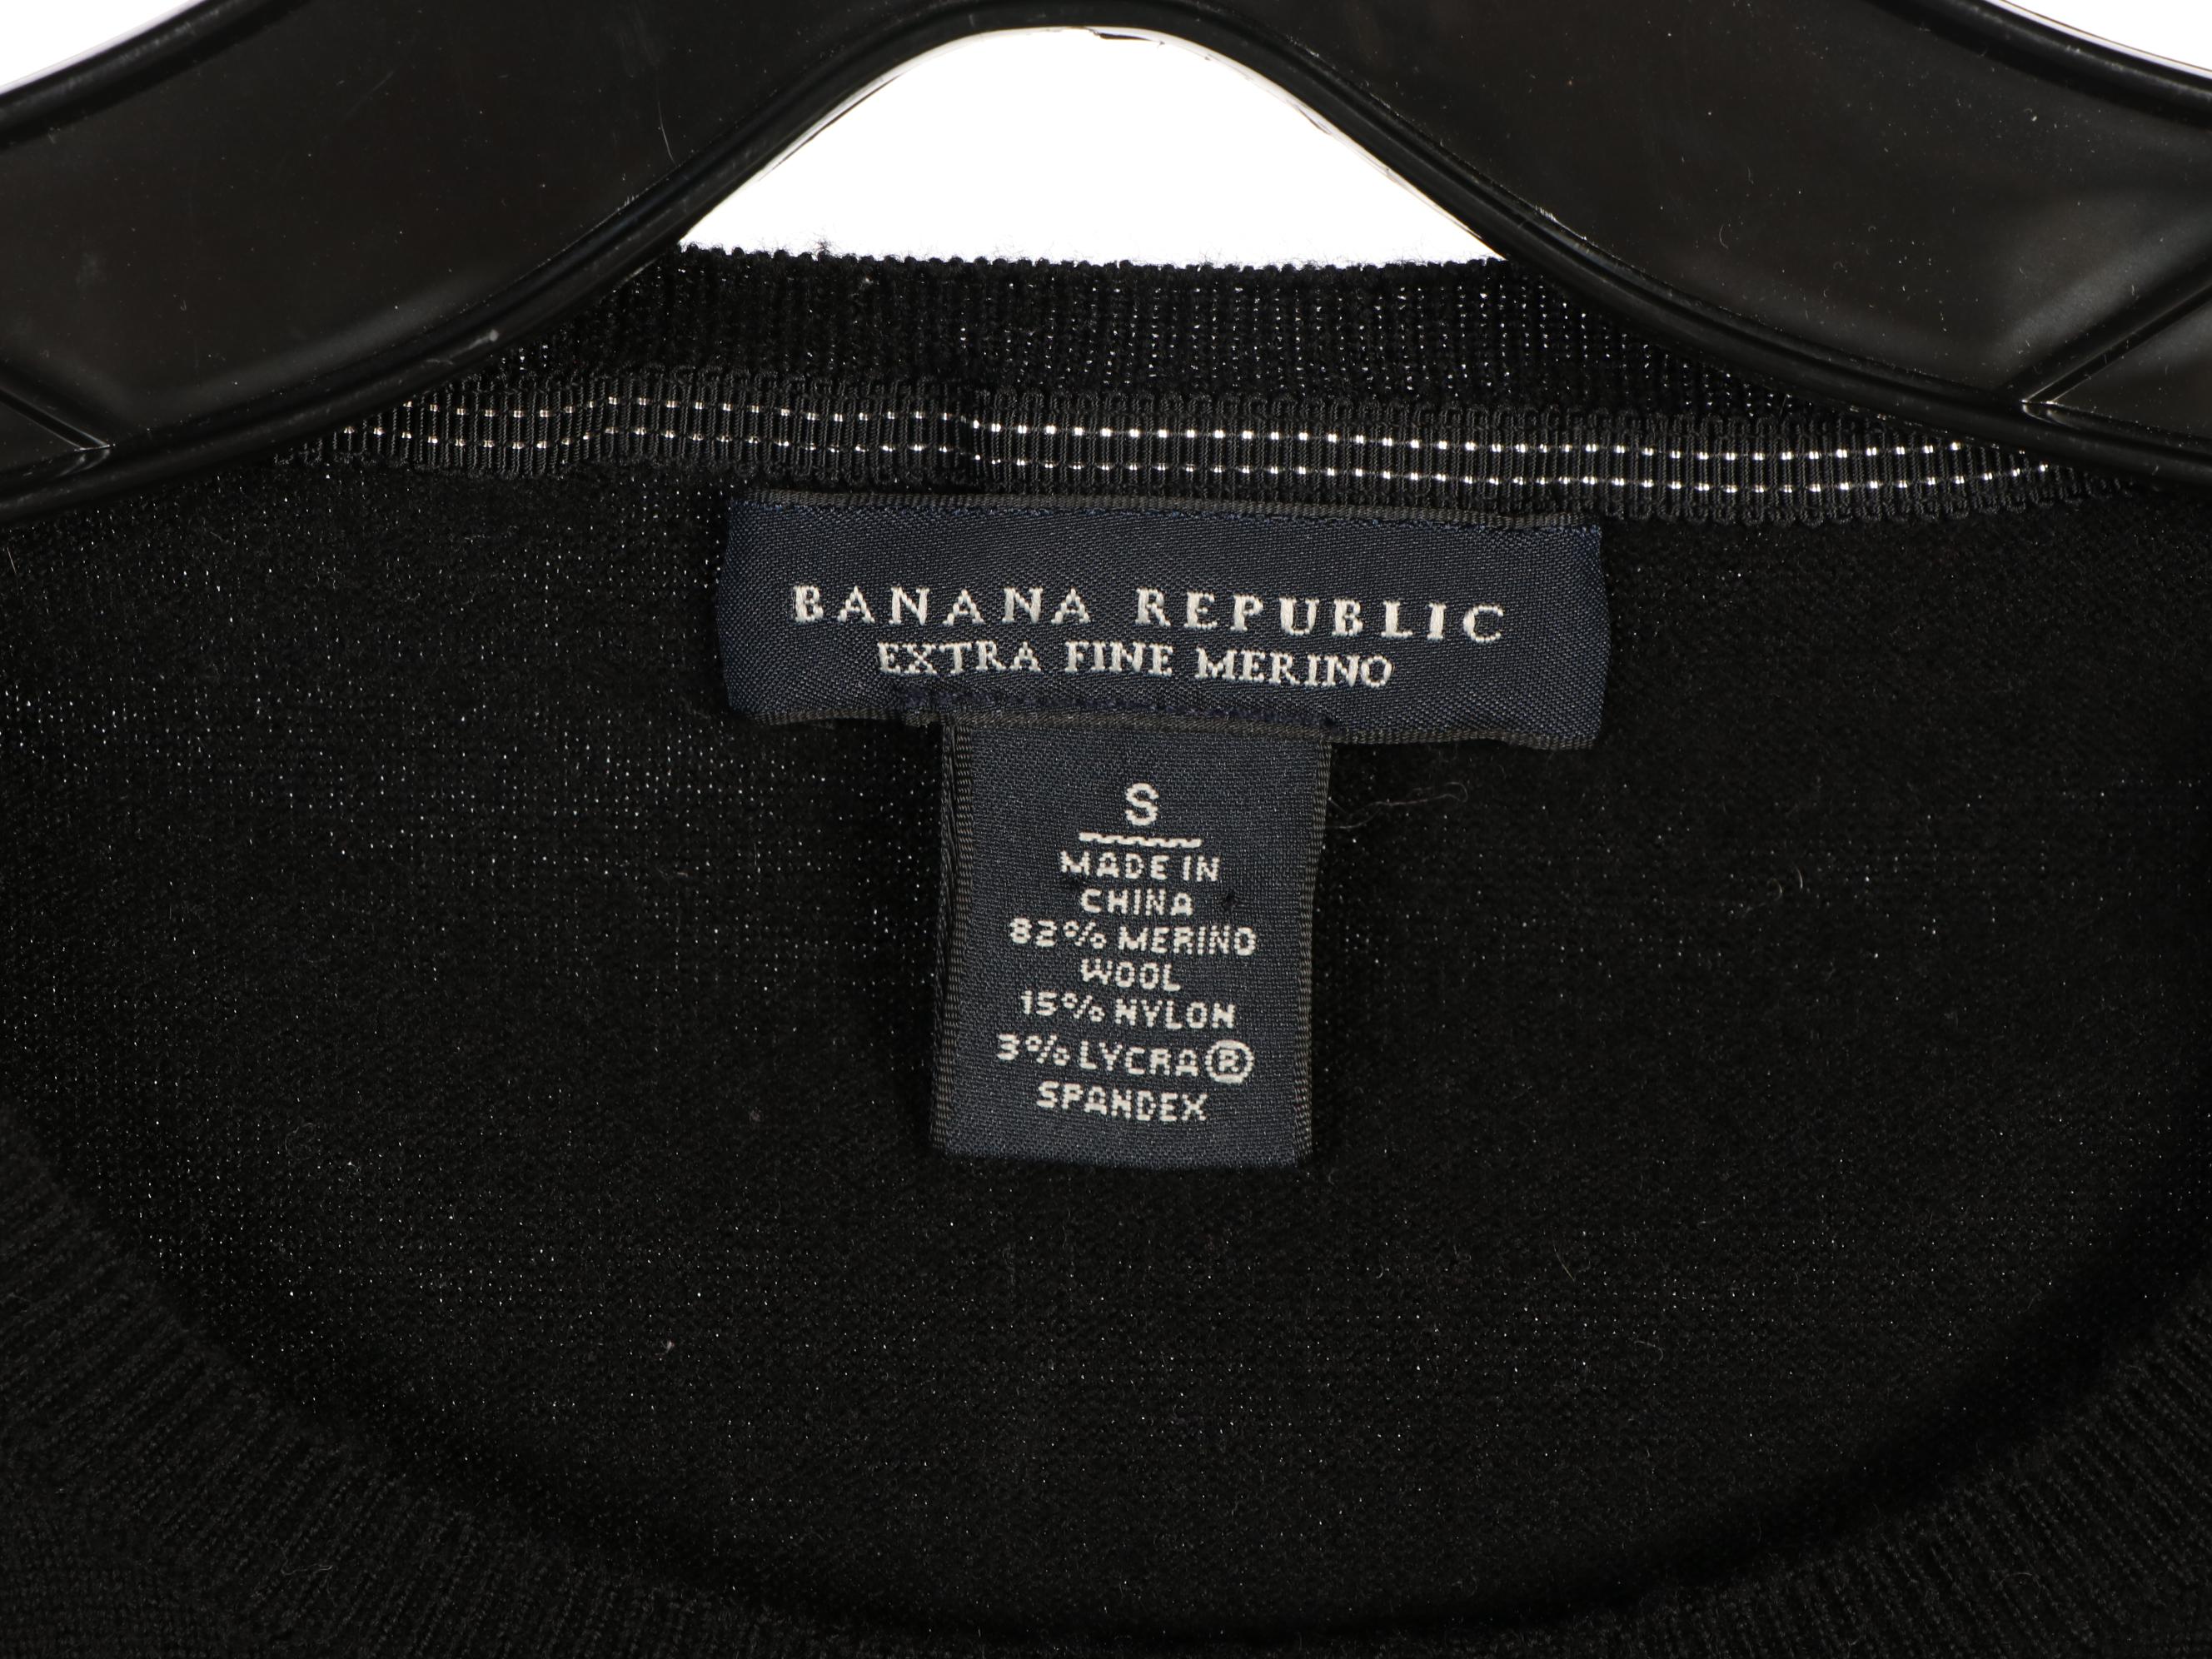 BANANA REPUBLIC
EXTRA FINE MERINO
S
MADE IN
CHINA
82% MERINO
WOOL
15% NYLON
3% LYCRA®
SPANDEX